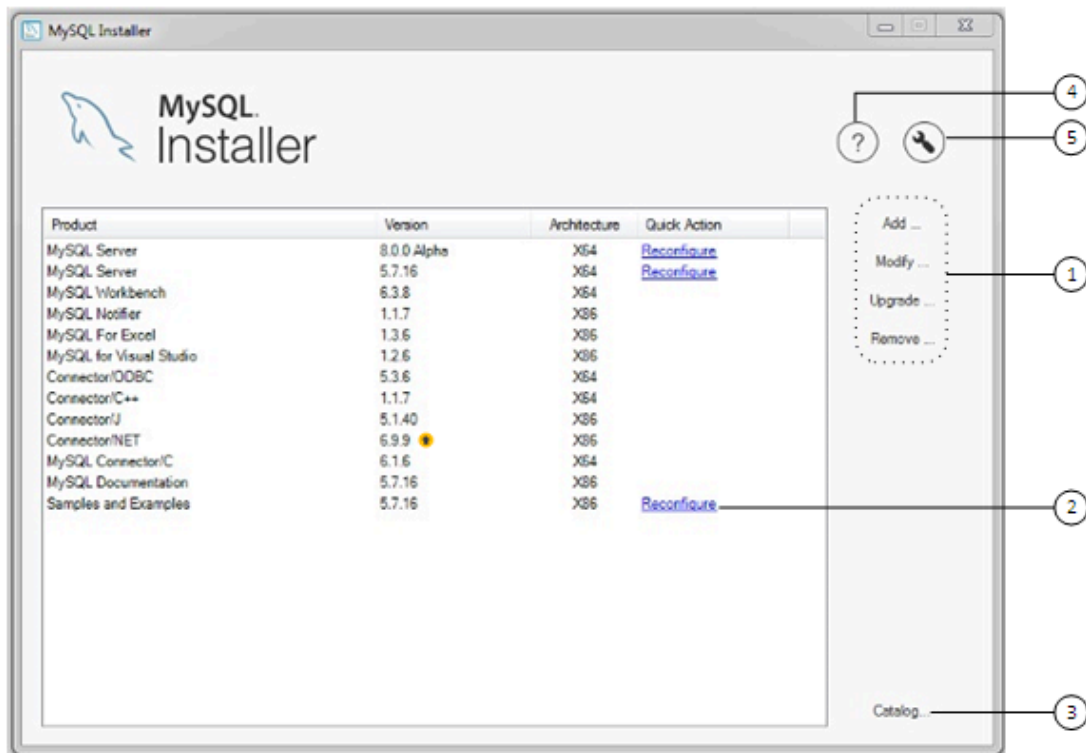 MySQL Installer
MySQL.
Installer
4
5
?
Product Version Architecture Quick Action
MySQL Server 8.0.0 Alpha X64 Reconfigure
MySQL Server 5.7.16 X64 Reconfigure
MySQL Workbench 6.3.8 X64
MySQL Notifier 1.1.7 X86
MySQL For Excel 1.3.6 X86
MySQL for Visual Studio 1.2.6 X86
Connector/ODBC 5.3.6 X64
Connector/C++ 1.1.7 X64
Connector/J 5.1.40 X86
Connector/NET 6.9.9 X86
MySQL Connector/C 6.1.6 X64
MySQL Documentation 5.7.16 X86
Samples and Examples 5.7.16 X86 Reconfigure
Add ...
Modify ...
Upgrade ...
Remove ...
1
2
Catalog...
3